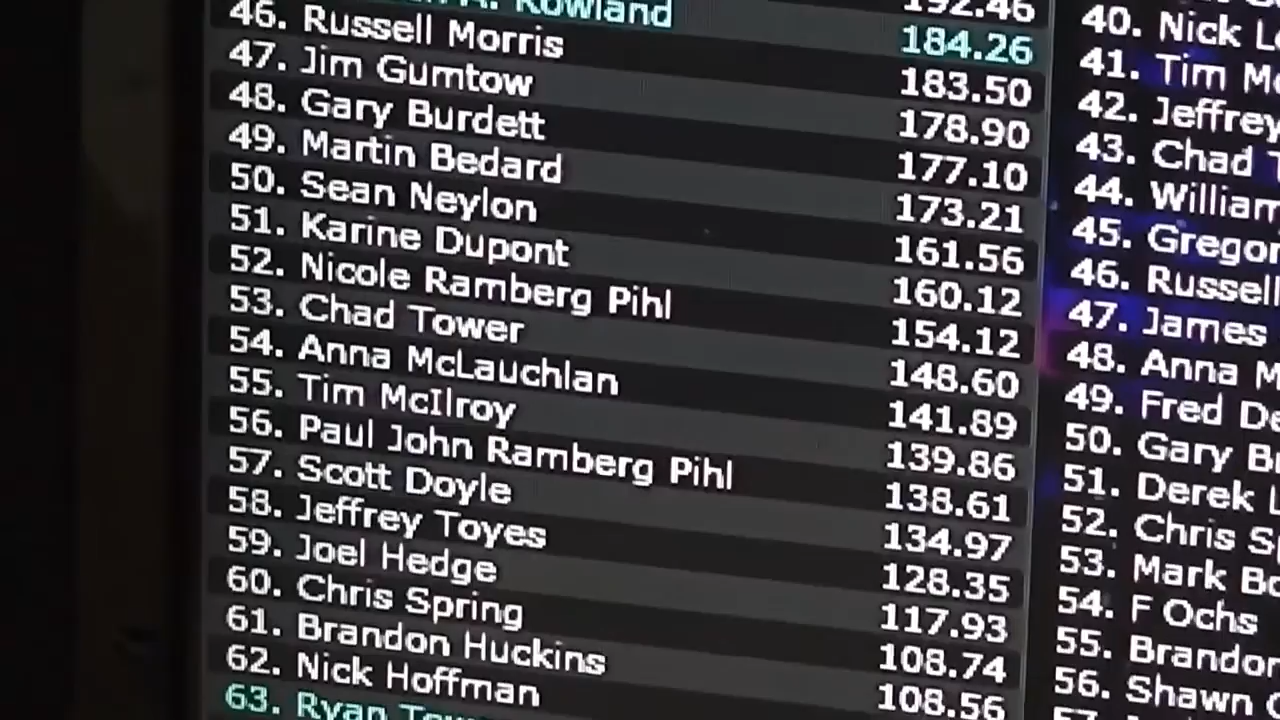 192.46
Rowland 184.26
46. Russell Morris 183.50
47. Jim Gumtow 178.90
48. Gary Burdett 177.10
49. Martin Bedard 173.21
50. Sean Neylon 161.56
51. Karine Dupont 160.12
52. Nicole Ramberg Pihl 154.12
53. Chad Tower 148.60
54. Anna McLauchlan 141.89
55. Tim McIlroy 139.86
56. Paul John Ramberg Pihl 138.61
57. Scott Doyle 134.97
58. Jeffrey Toyes 128.35
59. Joel Hedge 117.93
60. Chris Spring 108.74
61. Brandon Huckins 108.56
62. Nick Hoffman
63. Ryan
40. Nick
41. Tim
42. Jeffrey
43. Chad
44. William
45.
46. Russell
47. James
48. Anna
49. Fred
50. Gary
51. Derek
52. Chris
53. Mark
54. F Ochs
55. Brandon
56. Shawn